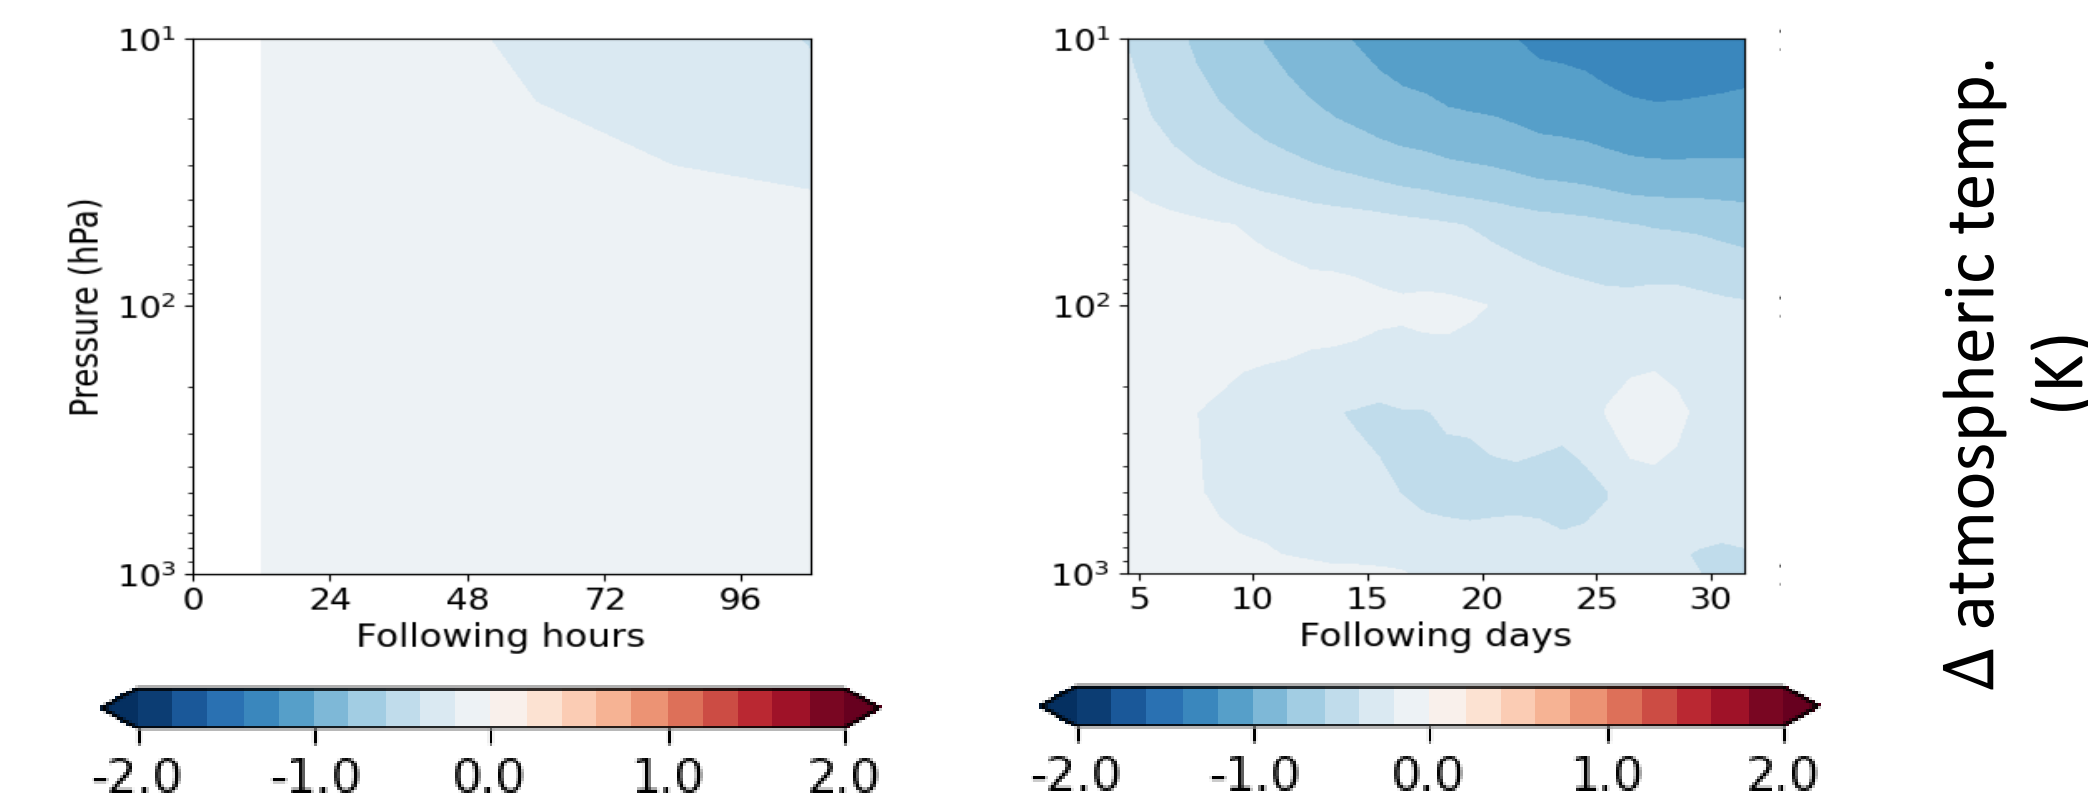 10¹
10²
10³
Pressure (hPa)
0 24 48 72 96
Following hours
-2.0 -1.0 0.0 1.0 2.0
10¹
10²
10³
5 10 15 20 25 30
Following days
-2.0 -1.0 0.0 1.0 2.0
Δ atmospheric temp.
(K)